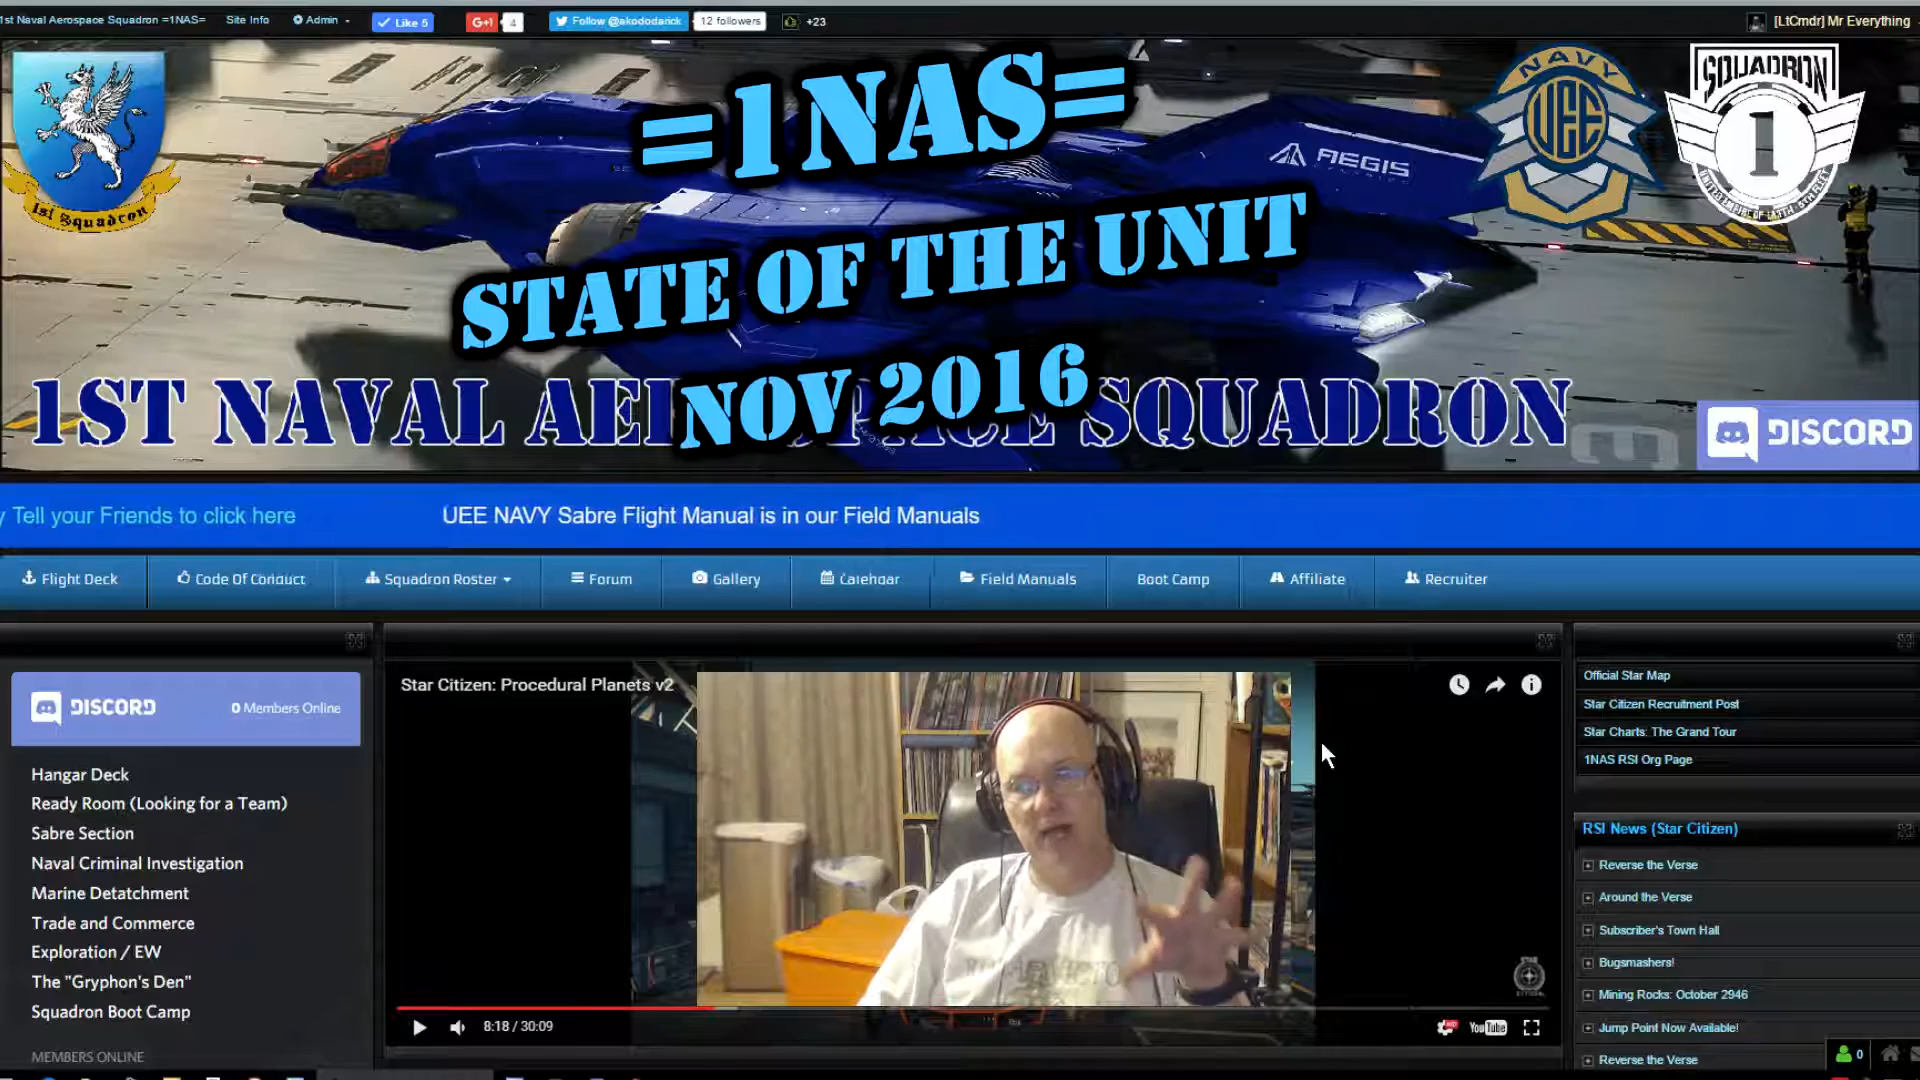 1st Naval Aerospace Squadron =1NAS=
Site Info
Admin
Like 5
G+1
4
Follow @akododarick
12 followers
+23
[LtCmdr] Mr Everything
=1NAS=
STATE OF THE UNIT
NOV 2016
1st Squadron
AEGIS
NAVY
UEE
SQUADRON
1
1ST NAVAL AE SQUADRON
DISCORD
y Tell your Friends to click here
UEE NAVY Sabre Flight Manual is in our Field Manuals
Flight Deck
Code Of Conduct
Squadron Roster
Forum
Gallery
Calendar
Field Manuals
Boot Camp
Affiliate
Recruiter
DISCORD
0 Members Online
Hangar Deck
Ready Room (Looking for a Team)
Sabre Section
Naval Criminal Investigation
Marine Detatchment
Trade and Commerce
Exploration / EW
The "Gryphon's Den"
Squadron Boot Camp
MEMBERS ONLINE
Star Citizen: Procedural Planets v2
8:18 / 30:09
YouTube
Official Star Map
Star Citizen Recruitment Post
Star Charts: The Grand Tour
1NAS RSI Org Page
RSI News (Star Citizen)
Reverse the Verse
Around the Verse
Subscriber's Town Hall
Bugsmashers!
Mining Rocks: October 2946
Jump Point Now Available!
Reverse the Verse
0